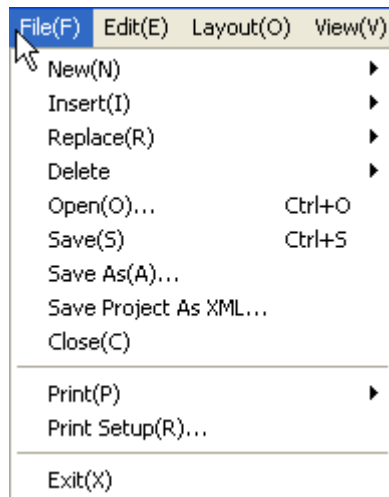 File(F) Edit(E) Layout(O) View(V)
New(N)
Insert(I)
Replace(R)
Delete
Open(O)... Ctrl+O
Save(S) Ctrl+S
Save As(A)...
Save Project As XML...
Close(C)
Print(P)
Print Setup(R)...
Exit(X)